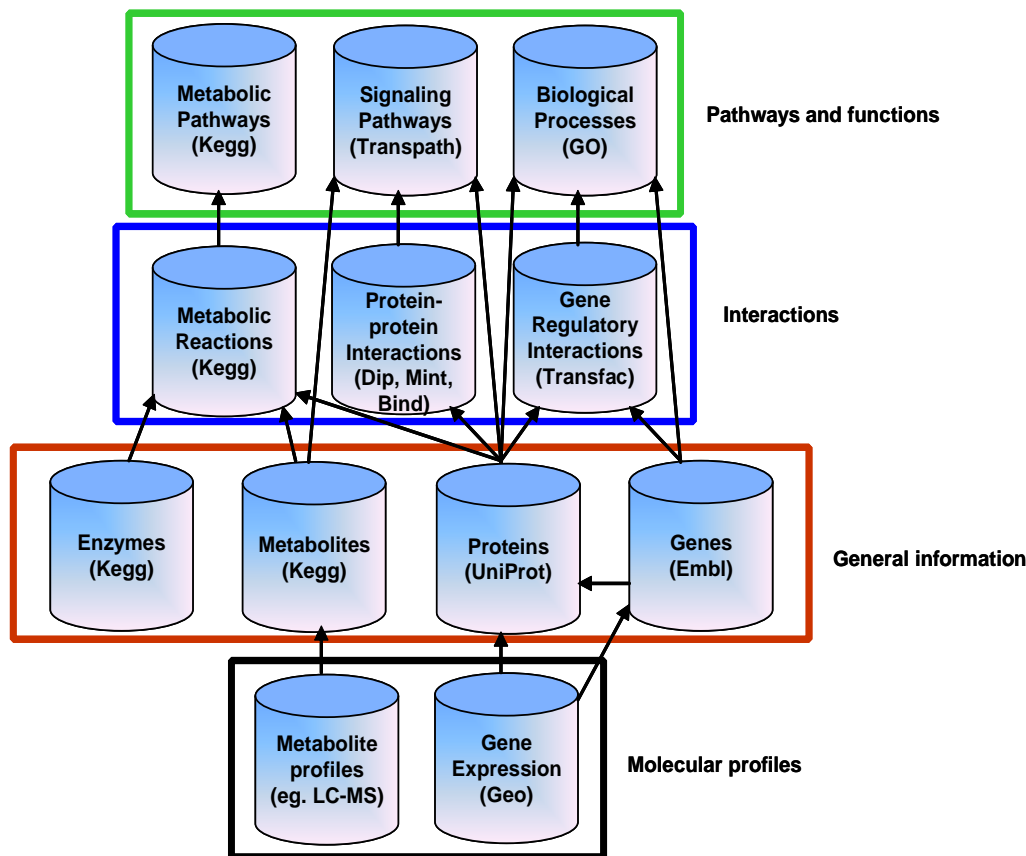 Metabolic
Pathways
(Kegg)
Signaling
Pathways
(Transpath)
Biological
Processes
(GO)
Pathways and functions
Metabolic
Reactions
(Kegg)
Protein-
protein
Interactions
(Dip, Mint,
Bind)
Gene
Regulatory
Interactions
(Transfac)
Interactions
Enzymes
(Kegg)
Metabolites
(Kegg)
Proteins
(UniProt)
Genes
(Embl)
General information
Metabolite
profiles
(eg. LC-MS)
Gene
Expression
(Geo)
Molecular profiles